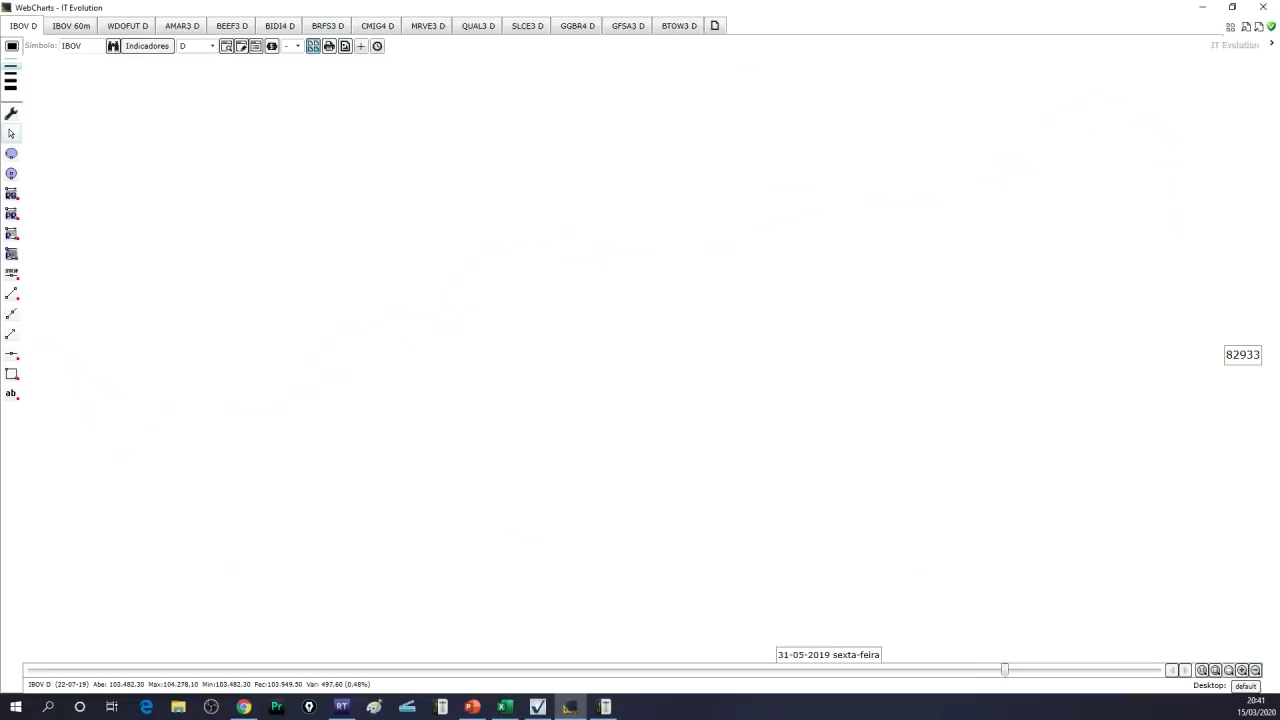 WebCharts - IT Evolution
IBOV D IBOV 60m WDOFUT D AMAR3 D BEEF3 D BIDI4 D BRFS3 D CMIG4 D MRVE3 D QUAL3 D SLCE3 D GGBR4 D GFSA3 D BTOW3 D
Símbolo: IBOV Indicadores D -
IT Evolution
ab
82933
31-05-2019 sexta-feira
IBOV D (22-07-19) Abe: 103.482.30 Max:104.278.10 Min:103.482.30 Fec:103.949.50 Var: 497.60 (0.48%)
Desktop: default
20:41
15/03/2020